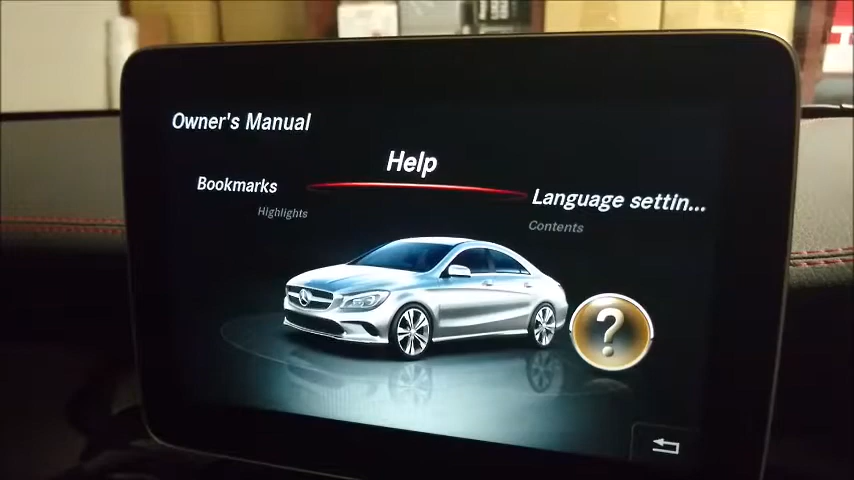 Owner's Manual
Help
Bookmarks
Language settin...
Highlights
Contents
?